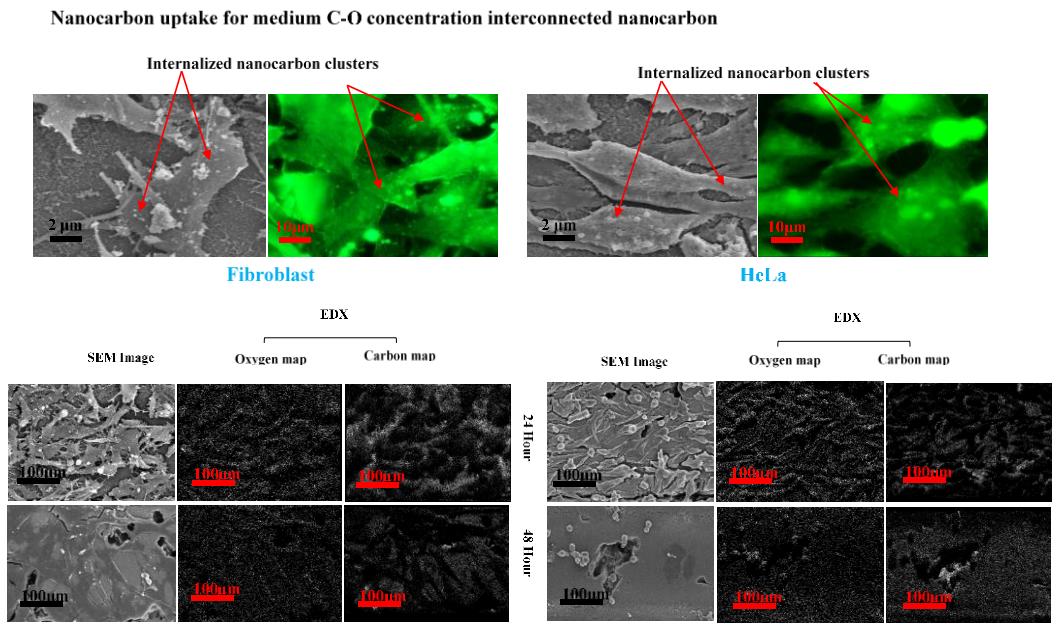 Nanocarbon uptake for medium C-O concentration interconnected nanocarbon
Internalized nanocarbon clusters
Internalized nanocarbon clusters
2 µm
10µm
2 µm
10µm
Fibroblast
HeLa
EDX
EDX
SEM Image
Oxygen map
Carbon map
SEM Image
Oxygen map
Carbon map
24 Hour
100µm
100µm
100µm
100µm
100µm
100µm
48 Hour
100µm
100µm
100µm
100µm
100µm
100µm